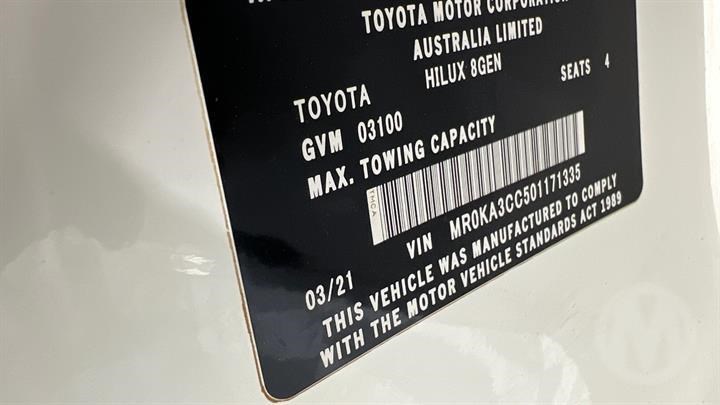 TOYOTA MOTOR CORPORATION
AUSTRALIA LIMITED
HILUX 8GEN
TOYOTA SEATS 4
GVM 03100
MAX. TOWING CAPACITY
TMCA
VIN MR0KA3CC501171335
03/21
THIS VEHICLE WAS MANUFACTURED TO COMPLY
WITH THE MOTOR VEHICLE STANDARDS ACT 1989
M